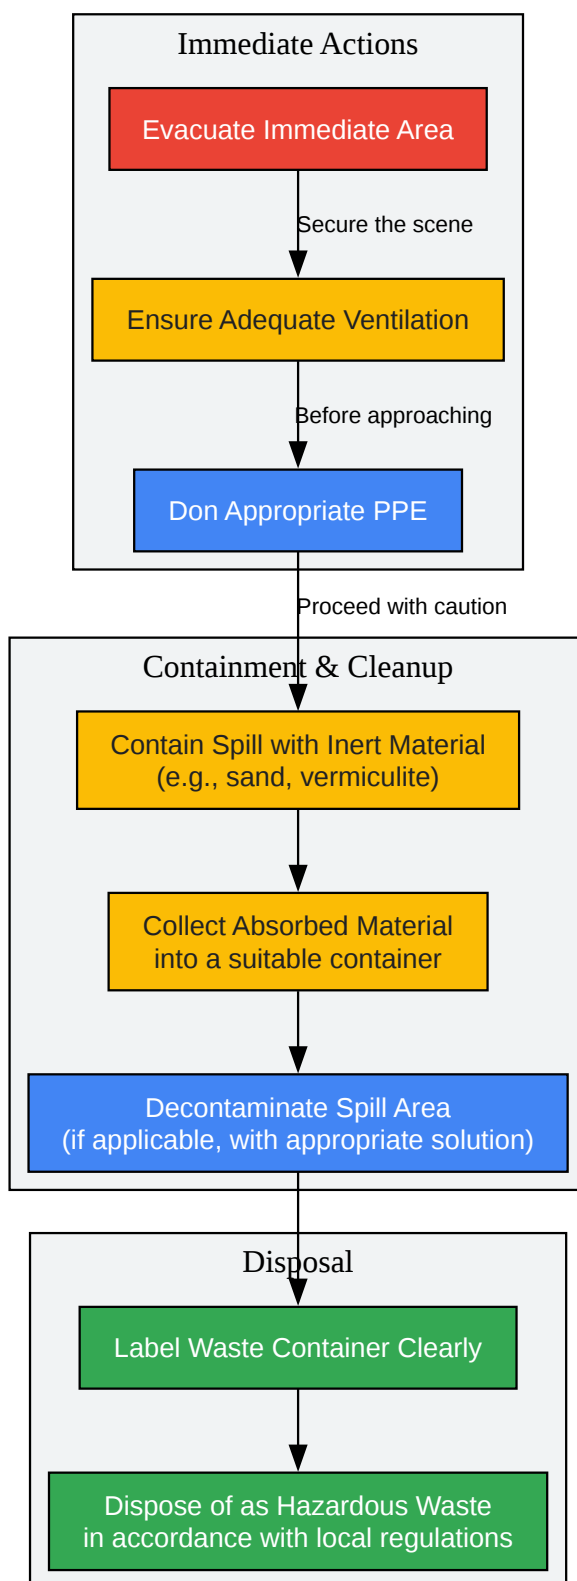 Immediate Actions
Evacuate Immediate Area
Secure the scene
Ensure Adequate Ventilation
Before approaching
Don Appropriate PPE
Proceed with caution
Containment & Cleanup
Contain Spill with Inert Material
(e.g., sand, vermiculite)
Collect Absorbed Material
into a suitable container
Decontaminate Spill Area
(if applicable, with appropriate solution)
Disposal
Label Waste Container Clearly
Dispose of as Hazardous Waste
in accordance with local regulations